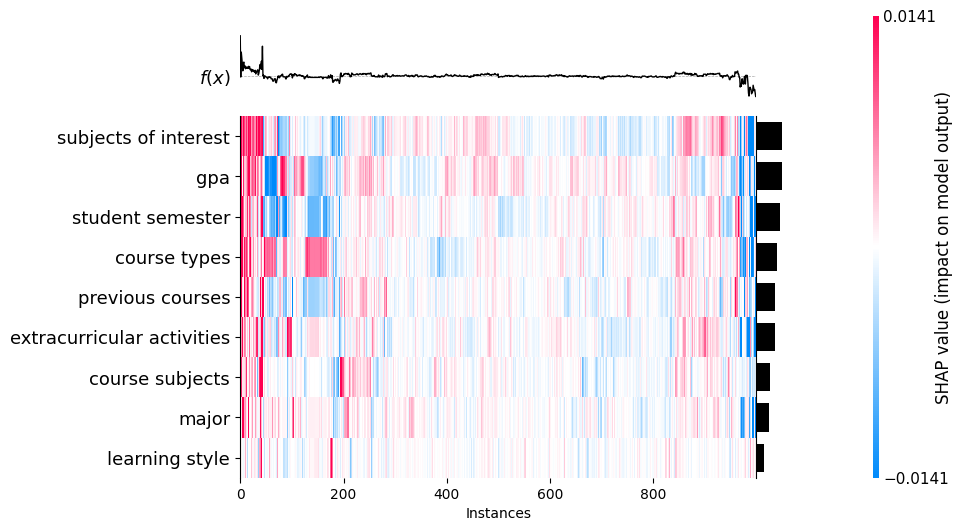 0.0141
f(x)
subjects of interest
gpa
student semester
course types
previous courses
extracurricular activities
course subjects
major
learning style
SHAP value (impact on model output)
−0.0141
0 200 400 600 800
Instances